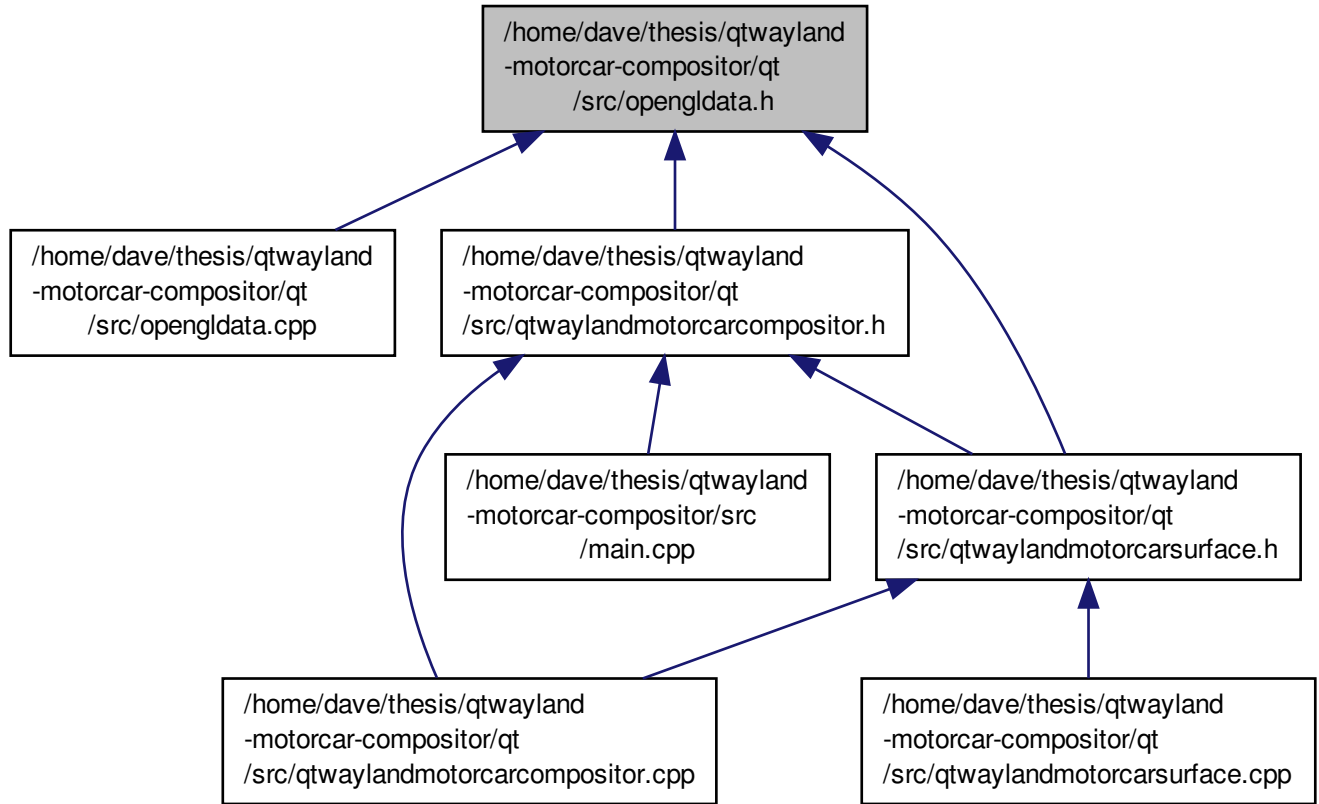 /home/dave/thesis/qtwayland
-motorcar-compositor/qt
/src/opengldata.h
/home/dave/thesis/qtwayland
-motorcar-compositor/qt
/src/opengldata.cpp
/home/dave/thesis/qtwayland
-motorcar-compositor/qt
/src/qtwaylandmotorcarcompositor.h
/home/dave/thesis/qtwayland
-motorcar-compositor/src
/main.cpp
/home/dave/thesis/qtwayland
-motorcar-compositor/qt
/src/qtwaylandmotorcarsurface.h
/home/dave/thesis/qtwayland
-motorcar-compositor/qt
/src/qtwaylandmotorcarcompositor.cpp
/home/dave/thesis/qtwayland
-motorcar-compositor/qt
/src/qtwaylandmotorcarsurface.cpp